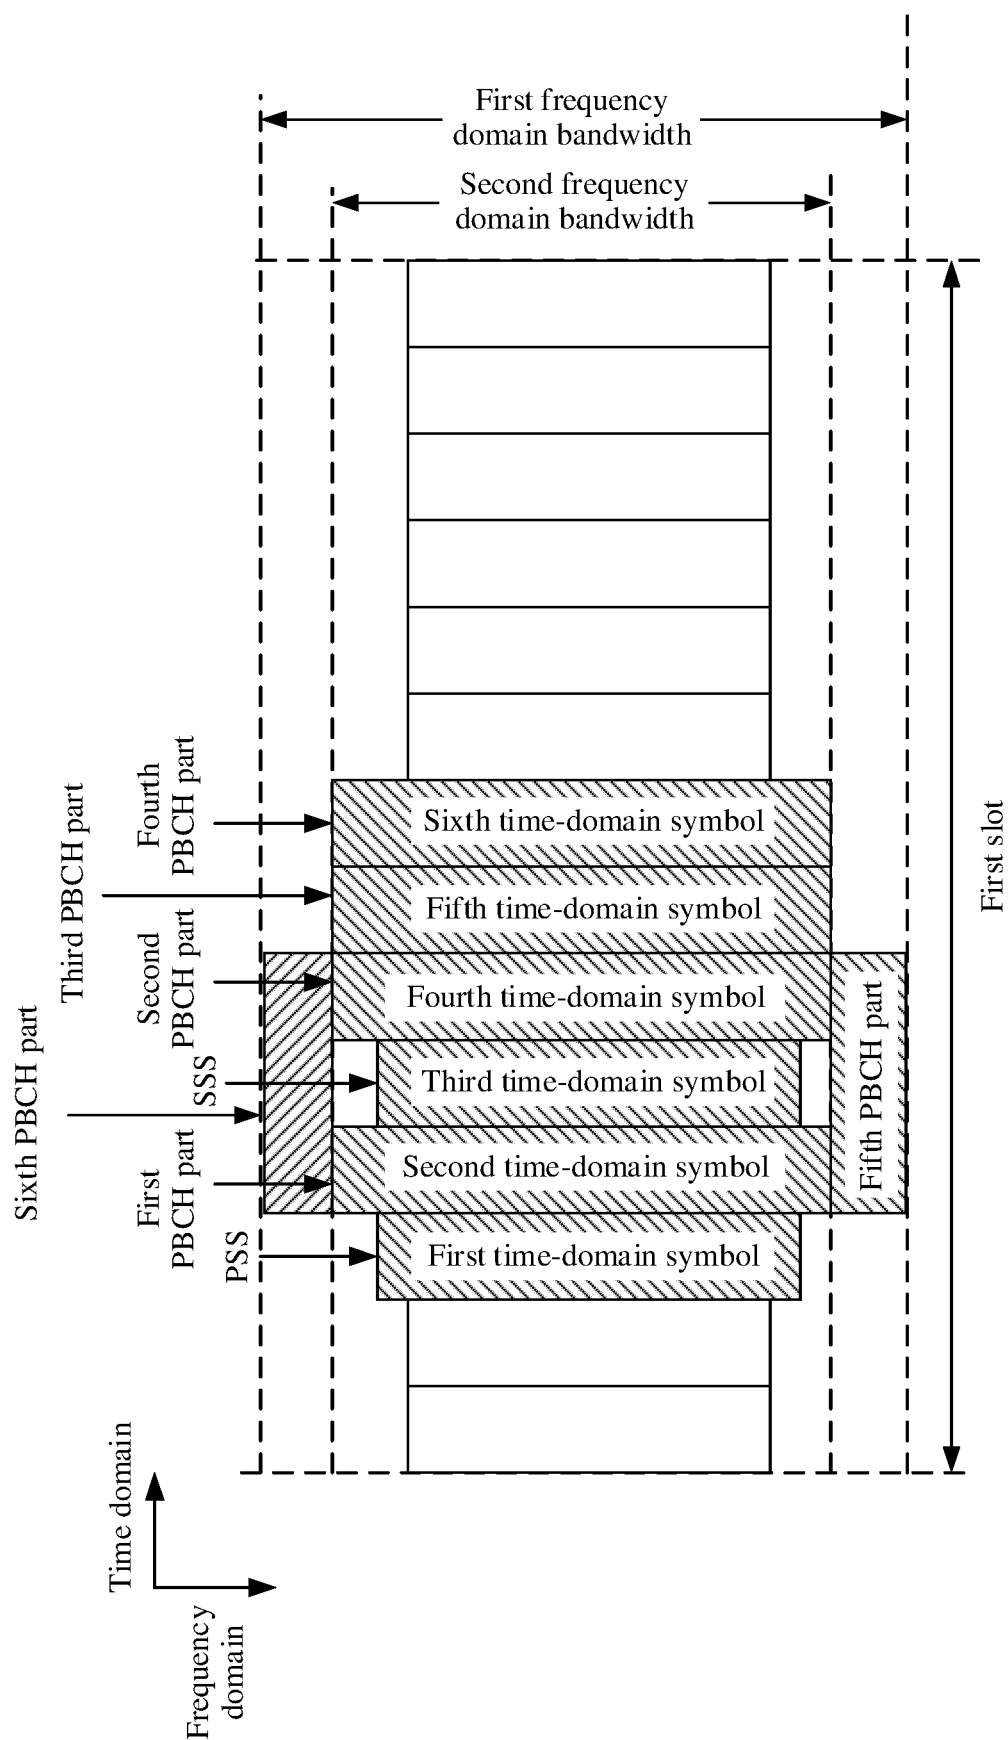 First frequency
domain bandwidth
Second frequency
domain bandwidth
Sixth time-domain symbol
Fifth time-domain symbol
Fourth time-domain symbol
Third time-domain symbol
Second time-domain symbol
First time-domain symbol
Fourth
PBCH part
Third PBCH part
Second
PBCH part
SSS
Sixth PBCH part
First
PBCH part
PSS
Fifth PBCH part
First slot
Time domain
Frequency
domain